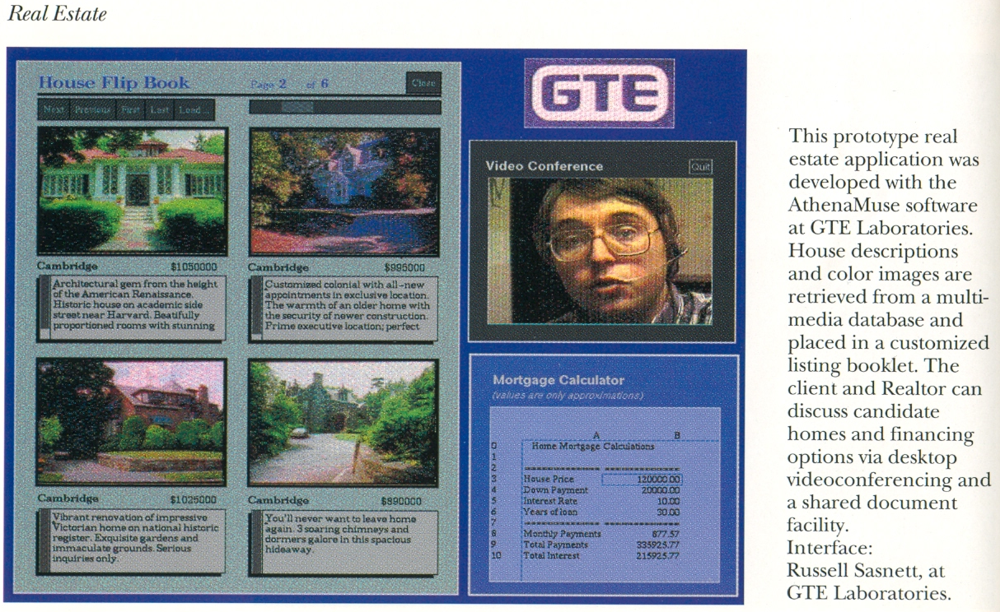 Real Estate
House Flip Book
Page 2 of 6
Close
Next Previous First Last Load...
Cambridge $1050000
Architectural gem from the height
of the American Renaissance.
Historic house on academic side
street near Harvard. Beatifully
proportioned rooms with stunning
Cambridge $995000
Customized colonial with all-new
appointments in exclusive location.
The warmth of an older home with
the security of newer construction.
Prime executive location; perfect
Cambridge $1025000
Vibrant renovation of impressive
Victorian home on national historic
register. Exquisite gardens and
immaculate grounds. Serious
inquiries only.
Cambridge $890000
You'll never want to leave home
again. 3 soaring chimneys and
dormers galore in this spacious
hideaway.
GTE
Video Conference
Quit
Mortgage Calculator
(values are only approximations)
A B
0 Home Mortgage Calculations
1
2
3 House Price 120000.00
4 Down Payment 20000.00
5 Interest Rate 10.00
6 Years of loan 30.00
7
8 Monthly Payments 877.57
9 Total Payments 335925.77
10 Total Interest 215925.77
This prototype real
estate application was
developed with the
AthenaMuse software
at GTE Laboratories.
House descriptions
and color images are
retrieved from a multi-
media database and
placed in a customized
listing booklet. The
client and Realtor can
discuss candidate
homes and financing
options via desktop
videoconferencing and
a shared document
facility.
Interface:
Russell Sasnett, at
GTE Laboratories.